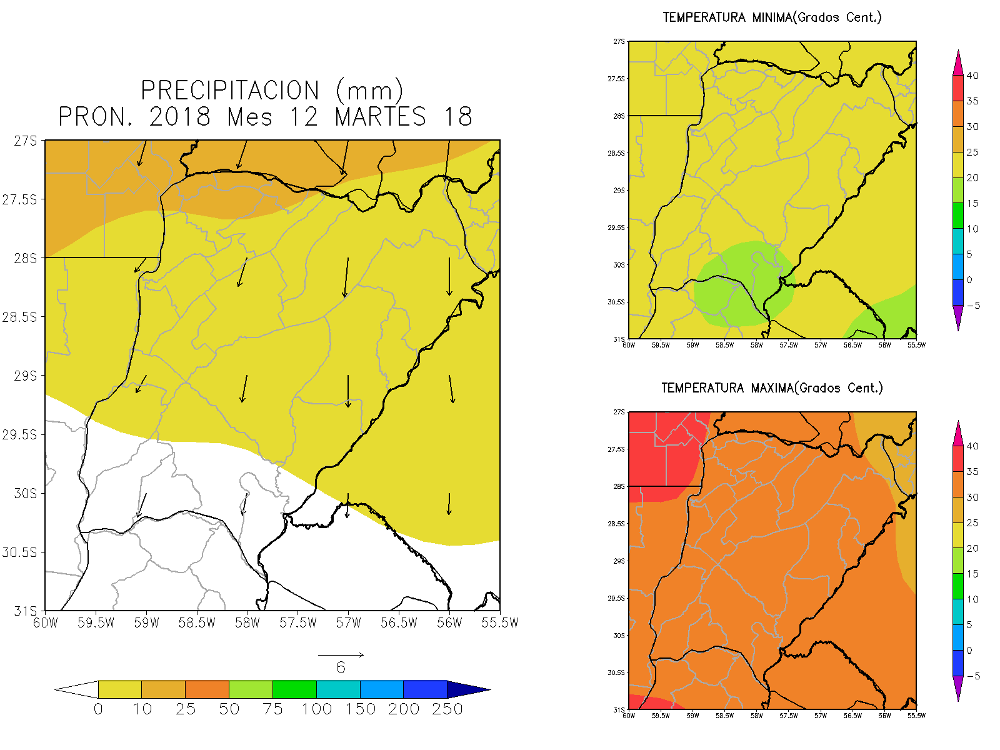 PRECIPITACION (mm)
PRON. 2018 Mes 12 MARTES 18
27S
27.5S
28S
28.5S
29S
29.5S
30S
30.5S
31S
60W 59.5W 59W 58.5W 58W 57.5W 57W 56.5W 56W 55.5W
6
0 10 25 50 75 100 150 200 250
TEMPERATURA MINIMA(Grados Cent.)
27S
27.5S
28S
28.5S
29S
29.5S
30S
30.5S
31S
60W 59.5W 59W 58.5W 58W 57.5W 57W 56.5W 56W 55.5W
40
35
30
25
20
15
10
5
0
-5
TEMPERATURA MAXIMA(Grados Cent.)
27S
27.5S
28S
28.5S
29S
29.5S
30S
30.5S
31S
60W 59.5W 59W 58.5W 58W 57.5W 57W 56.5W 56W 55.5W
40
35
30
25
20
15
10
5
0
-5